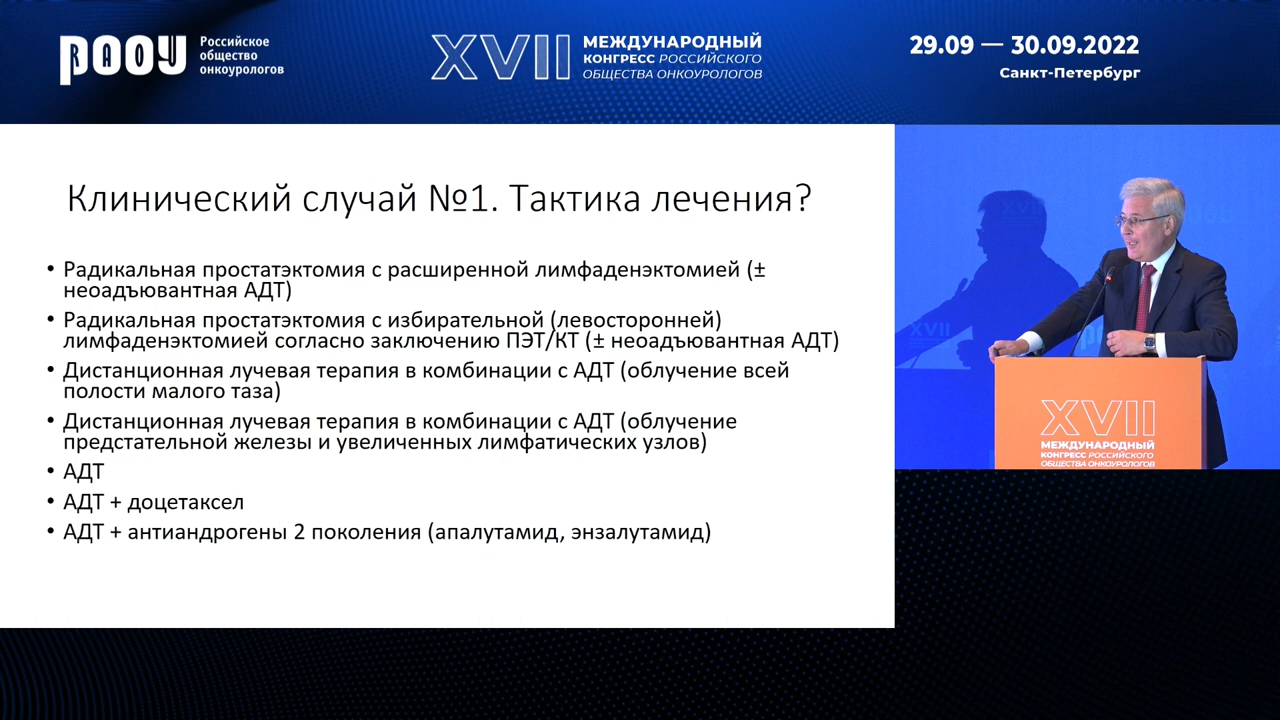 РООУ
RAOU
Российское
общество
онкоурологов
XVII
МЕЖДУНАРОДНЫЙ
КОНГРЕСС РОССИЙСКОГО
ОБЩЕСТВА ОНКОУРОЛОГОВ
29.09 — 30.09.2022
Санкт-Петербург
Клинический случай №1. Тактика лечения?
• Радикальная простатэктомия с расширенной лимфаденэктомией (±
неоадъювантная АДТ)
• Радикальная простатэктомия с избирательной (левосторонней)
лимфаденэктомией согласно заключению ПЭТ/КТ (± неоадъювантная АДТ)
• Дистанционная лучевая терапия в комбинации с АДТ (облучение всей
полости малого таза)
• Дистанционная лучевая терапия в комбинации с АДТ (облучение
предстательной железы и увеличенных лимфатических узлов)
• АДТ
• АДТ + доцетаксел
• АДТ + антиандрогены 2 поколения (апалутамид, энзалутамид)
XVII
XVII
XVII
МЕЖДУНАРОДНЫЙ
КОНГРЕСС РОССИЙСКОГО
ОБЩЕСТВА ОНКОУРОЛОГОВ